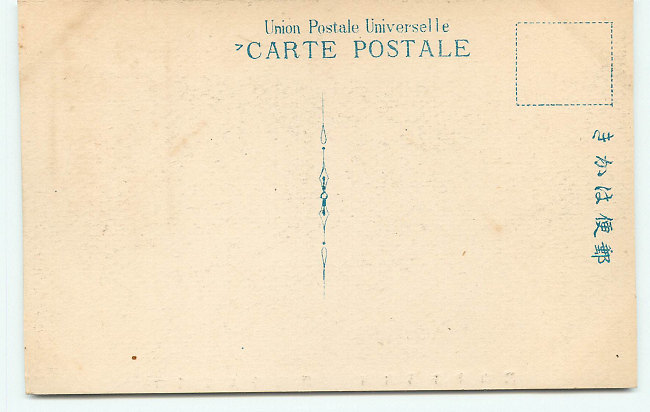 Union Postale Universelle
CARTE POSTALE
きかは便郵